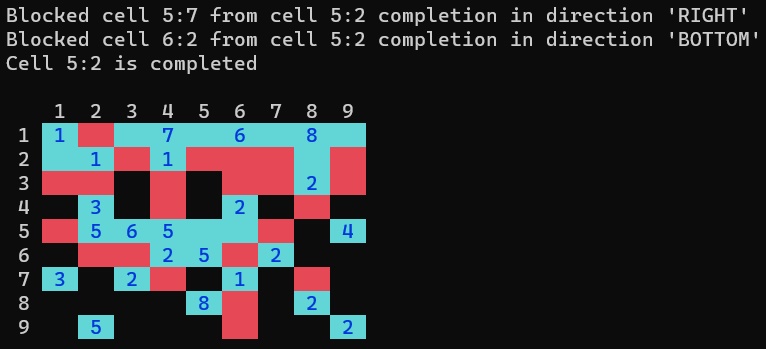 Blocked cell 5:7 from cell 5:2 completion in direction 'RIGHT'
Blocked cell 6:2 from cell 5:2 completion in direction 'BOTTOM'
Cell 5:2 is completed
1 2 3 4 5 6 7 8 9
1 1 7 6 8
2 1 1
3 2
4 3 2
5 5 6 5 4
6 2 5 2
7 3 2 1
8 8 2
9 5 2